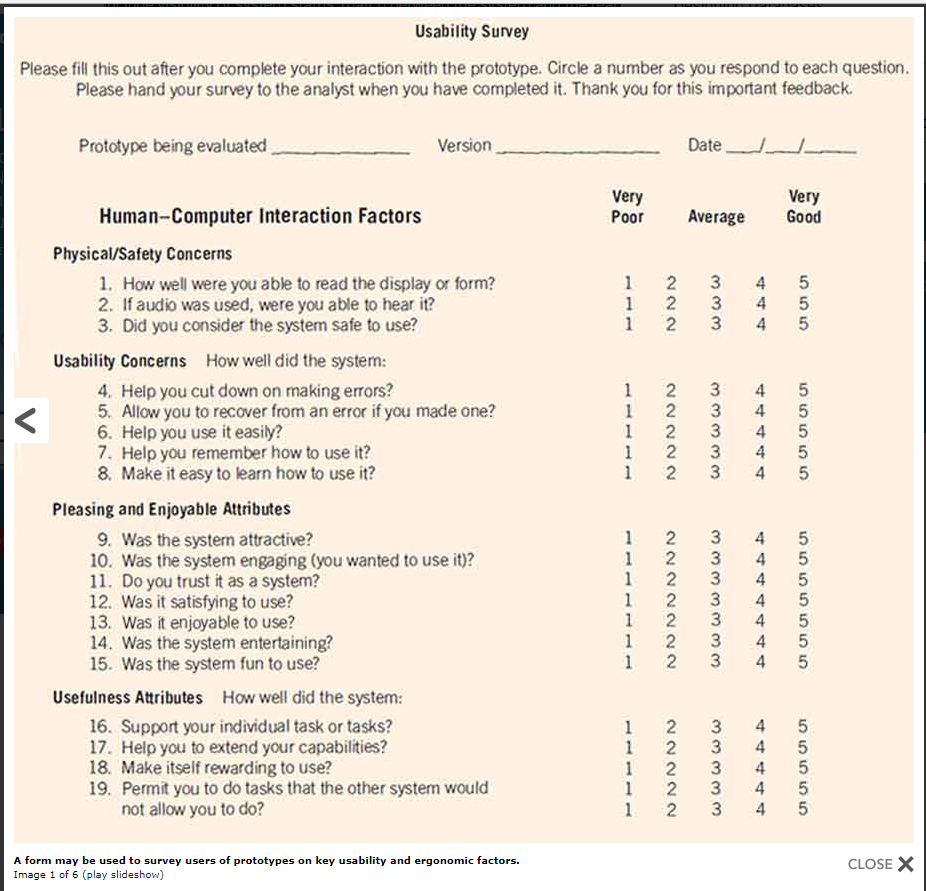 Usability Survey
Please fill this out after you complete your interaction with the prototype. Circle a number as you respond to each question.
Please hand your survey to the analyst when you have completed it. Thank you for this important feedback.
Prototype being evaluated ______________ Version ________________ Date ___/___/_____
Very Very
Human–Computer Interaction Factors Poor Average Good
Physical/Safety Concerns
1. How well were you able to read the display or form? 1 2 3 4 5
2. If audio was used, were you able to hear it? 1 2 3 4 5
3. Did you consider the system safe to use? 1 2 3 4 5
Usability Concerns How well did the system:
4. Help you cut down on making errors? 1 2 3 4 5
5. Allow you to recover from an error if you made one? 1 2 3 4 5
6. Help you use it easily? 1 2 3 4 5
7. Help you remember how to use it? 1 2 3 4 5
8. Make it easy to learn how to use it? 1 2 3 4 5
Pleasing and Enjoyable Attributes
9. Was the system attractive? 1 2 3 4 5
10. Was the system engaging (you wanted to use it)? 1 2 3 4 5
11. Do you trust it as a system? 1 2 3 4 5
12. Was it satisfying to use? 1 2 3 4 5
13. Was it enjoyable to use? 1 2 3 4 5
14. Was the system entertaining? 1 2 3 4 5
15. Was the system fun to use? 1 2 3 4 5
Usefulness Attributes How well did the system:
16. Support your individual task or tasks? 1 2 3 4 5
17. Help you to extend your capabilities? 1 2 3 4 5
18. Make itself rewarding to use? 1 2 3 4 5
19. Permit you to do tasks that the other system would 1 2 3 4 5
not allow you to do? 1 2 3 4 5
A form may be used to survey users of prototypes on key usability and ergonomic factors.
Image 1 of 6 (play slideshow) CLOSE X